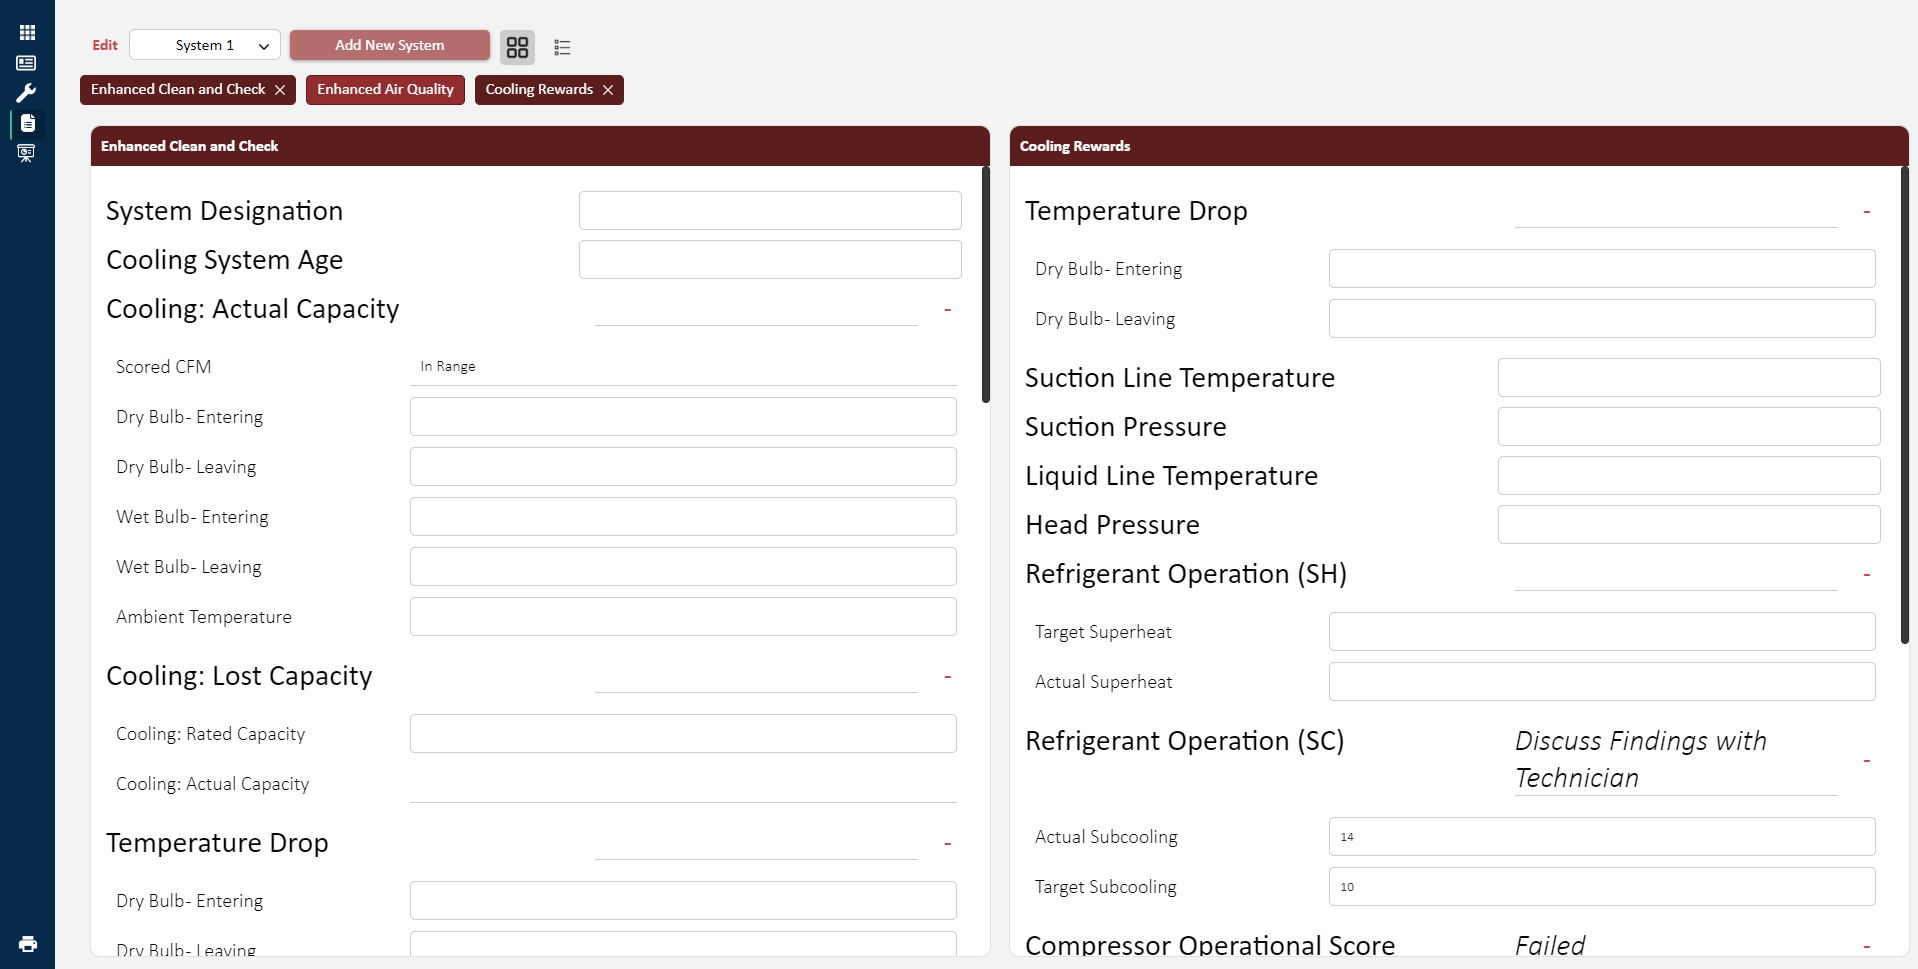 Edit
System 1
Add New System
Enhanced Clean and Check
Enhanced Air Quality
Cooling Rewards
Enhanced Clean and Check
System Designation
Cooling System Age
Cooling: Actual Capacity
-
Scored CFM
In Range
Dry Bulb- Entering
Dry Bulb- Leaving
Wet Bulb- Entering
Wet Bulb- Leaving
Ambient Temperature
Cooling: Lost Capacity
-
Cooling: Rated Capacity
Cooling: Actual Capacity
Temperature Drop
-
Dry Bulb- Entering
Dry Bulb- Leaving
Cooling Rewards
Temperature Drop
-
Dry Bulb- Entering
Dry Bulb- Leaving
Suction Line Temperature
Suction Pressure
Liquid Line Temperature
Head Pressure
Refrigerant Operation (SH)
-
Target Superheat
Actual Superheat
Refrigerant Operation (SC)
Discuss Findings with
Technician
-
Actual Subcooling
14
Target Subcooling
10
Compressor Operational Score
Failed
-